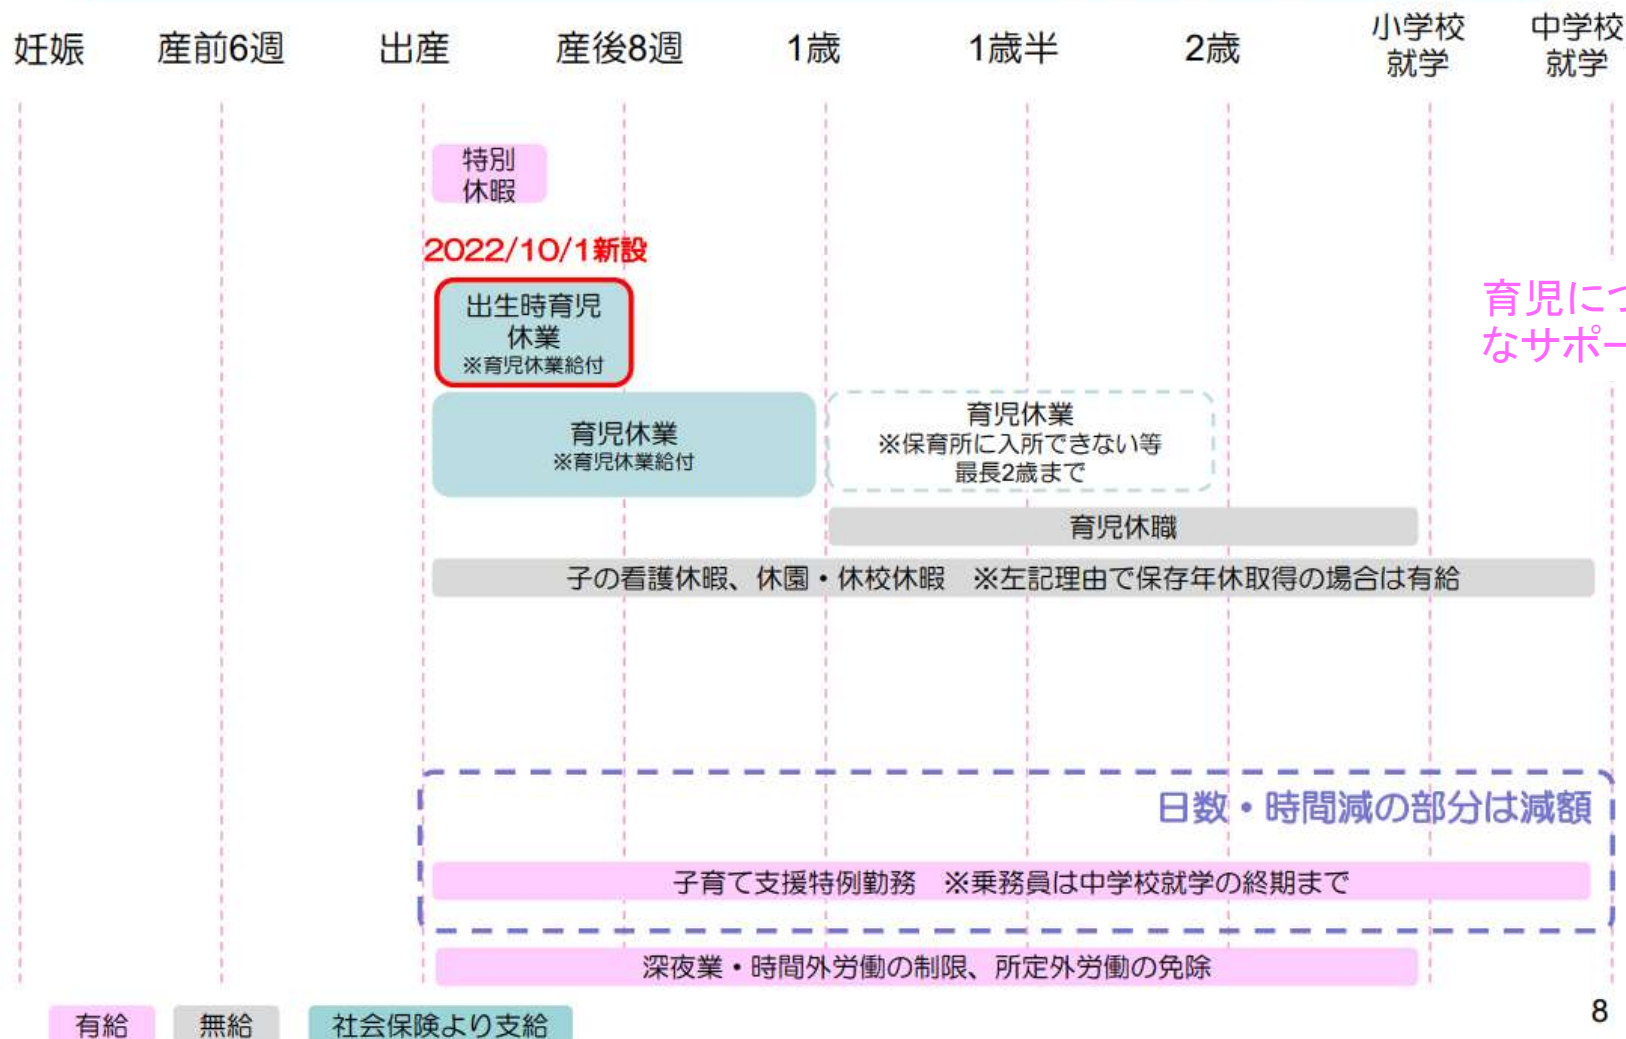 妊娠 産前6週 出産 産後8週 1歳 1歳半 2歳 小学校 中学校
就学 就学
特別
休暇
2022/10/1新設
出生時育児
休業
※育児休業給付
育児につ
なサポー
育児休業
※育児休業給付
育児休業
※保育所に入所できない等
最長2歳まで
育児休職
子の看護休暇、休園・休校休暇 ※左記理由で保存年休取得の場合は有給
日数・時間減の部分は減額
子育て支援特例勤務 ※乗務員は中学校就学の終期まで
深夜業・時間外労働の制限、所定外労働の免除
有給 無給 社会保険より支給
8